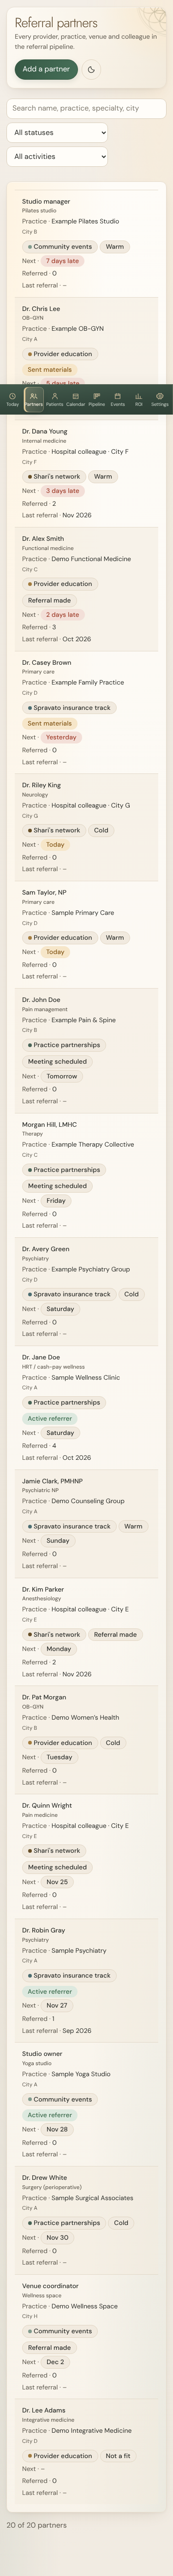 Referral partners
Every provider, practice, venue and colleague in
the referral pipeline.
Add a partner
Search name, practice, specialty, city
All statuses
All activities
Studio manager
Pilates studio
Practice · Example Pilates Studio
City B
Community events Warm
Next · 7 days late
Referred · 0
Last referral · –
Dr. Chris Lee
OB-GYN
Practice · Example OB-GYN
City A
Provider education
Sent materials
Next · 5 days late
Today Partners Patients Calendar Pipeline Events ROI Settings
Dr. Dana Young
Internal medicine
Practice · Hospital colleague · City F
City F
Shari's network Warm
Next · 3 days late
Referred · 2
Last referral · Nov 2026
Dr. Alex Smith
Functional medicine
Practice · Demo Functional Medicine
City C
Provider education
Referral made
Next · 2 days late
Referred · 3
Last referral · Oct 2026
Dr. Casey Brown
Primary care
Practice · Example Family Practice
City D
Spravato insurance track
Sent materials
Next · Yesterday
Referred · 0
Last referral · –
Dr. Riley King
Neurology
Practice · Hospital colleague · City G
City G
Shari's network Cold
Next · Today
Referred · 0
Last referral · –
Sam Taylor, NP
Primary care
Practice · Sample Primary Care
City D
Provider education Warm
Next · Today
Referred · 0
Last referral · –
Dr. John Doe
Pain management
Practice · Example Pain & Spine
City B
Practice partnerships
Meeting scheduled
Next · Tomorrow
Referred · 0
Last referral · –
Morgan Hill, LMHC
Therapy
Practice · Example Therapy Collective
City C
Practice partnerships
Meeting scheduled
Next · Friday
Referred · 0
Last referral · –
Dr. Avery Green
Psychiatry
Practice · Example Psychiatry Group
City D
Spravato insurance track Cold
Next · Saturday
Referred · 0
Last referral · –
Dr. Jane Doe
HRT / cash-pay wellness
Practice · Sample Wellness Clinic
City A
Practice partnerships
Active referrer
Next · Saturday
Referred · 4
Last referral · Oct 2026
Jamie Clark, PMHNP
Psychiatric NP
Practice · Demo Counseling Group
City A
Spravato insurance track Warm
Next · Sunday
Referred · 0
Last referral · –
Dr. Kim Parker
Anesthesiology
Practice · Hospital colleague · City E
City E
Shari's network Referral made
Next · Monday
Referred · 2
Last referral · Nov 2026
Dr. Pat Morgan
OB-GYN
Practice · Demo Women's Health
City B
Provider education Cold
Next · Tuesday
Referred · 0
Last referral · –
Dr. Quinn Wright
Pain medicine
Practice · Hospital colleague · City E
City E
Shari's network
Meeting scheduled
Next · Nov 25
Referred · 0
Last referral · –
Dr. Robin Gray
Psychiatry
Practice · Sample Psychiatry
City A
Spravato insurance track
Active referrer
Next · Nov 27
Referred · 1
Last referral · Sep 2026
Studio owner
Yoga studio
Practice · Sample Yoga Studio
City A
Community events
Active referrer
Next · Nov 28
Referred · 0
Last referral · –
Dr. Drew White
Surgery (perioperative)
Practice · Sample Surgical Associates
City A
Practice partnerships Cold
Next · Nov 30
Referred · 0
Last referral · –
Venue coordinator
Wellness space
Practice · Demo Wellness Space
City H
Community events
Referral made
Next · Dec 2
Referred · 0
Last referral · –
Dr. Lee Adams
Integrative medicine
Practice · Demo Integrative Medicine
City D
Provider education Not a fit
Next · –
Referred · 0
Last referral · –
20 of 20 partners